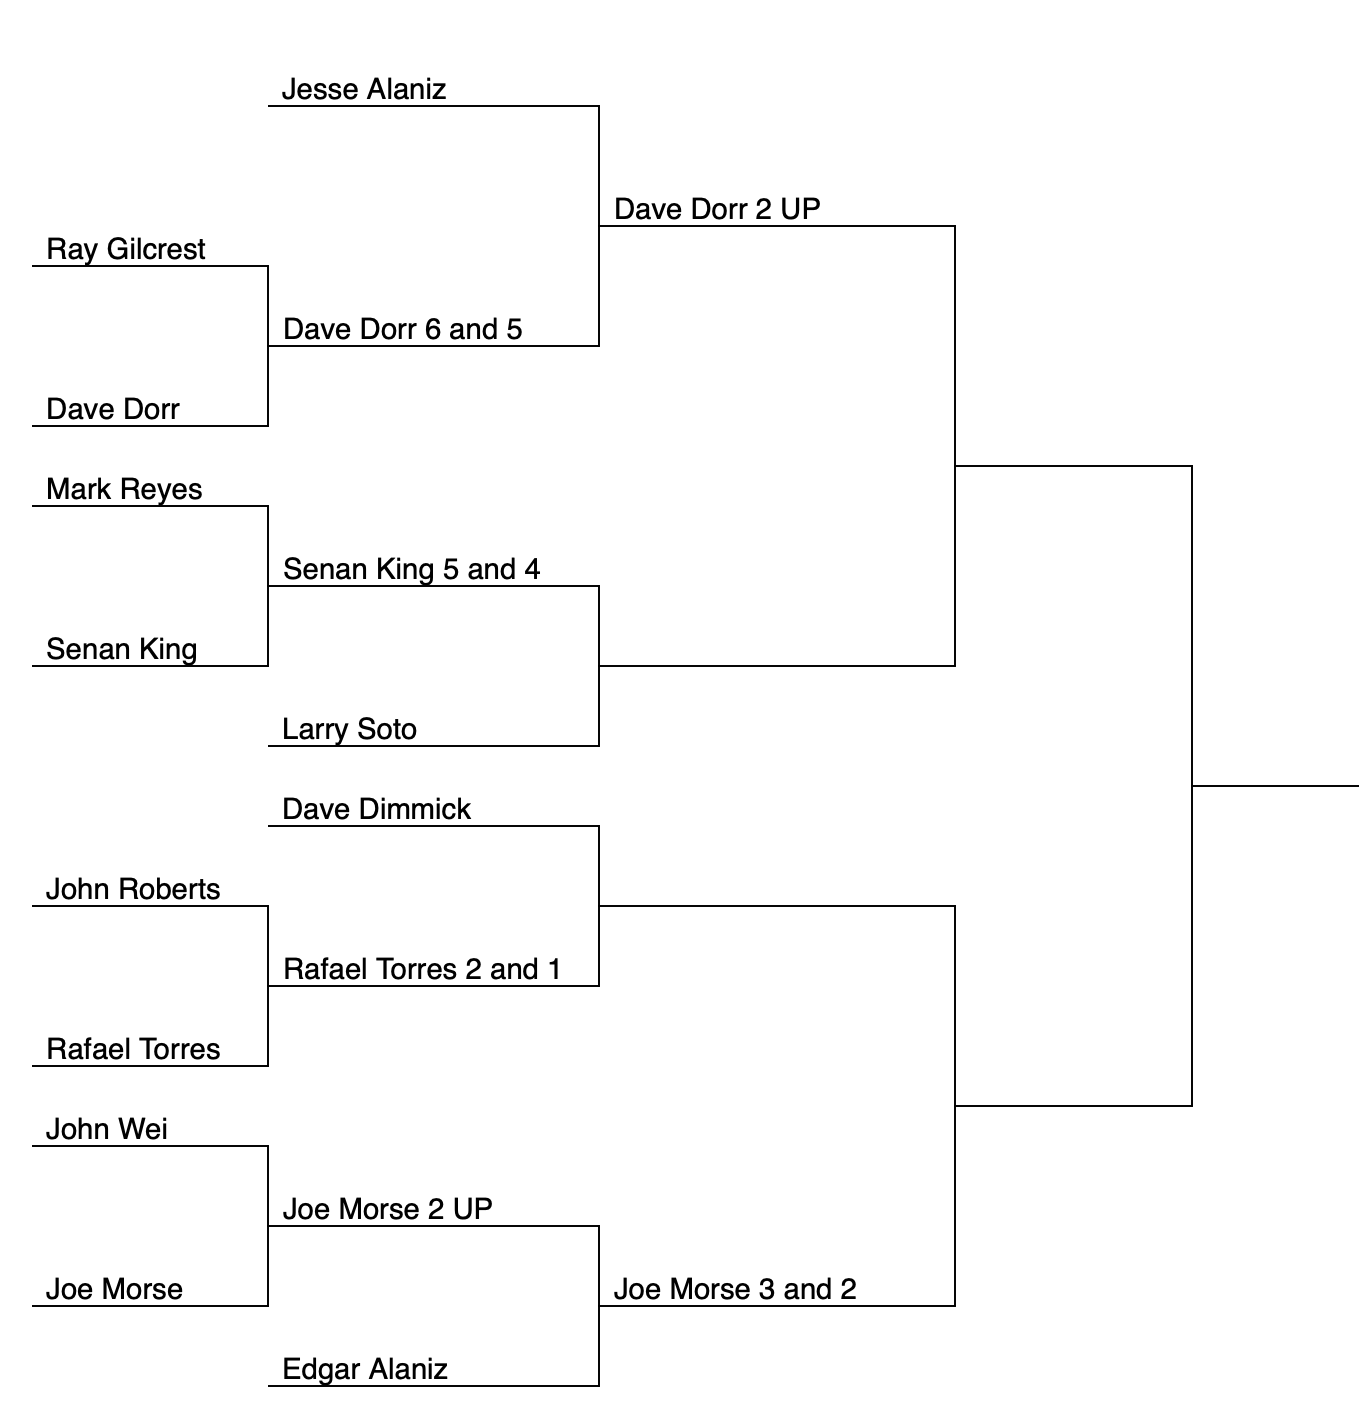 Jesse Alaniz
Dave Dorr 2 UP
Ray Gilcrest
Dave Dorr 6 and 5
Dave Dorr
Mark Reyes
Senan King 5 and 4
Senan King
Larry Soto
Dave Dimmick
John Roberts
Rafael Torres 2 and 1
Rafael Torres
John Wei
Joe Morse 2 UP
Joe Morse
Joe Morse 3 and 2
Edgar Alaniz